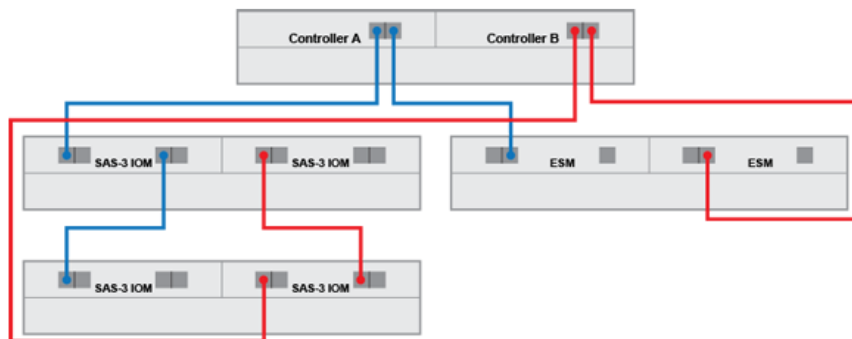 Controller A
Controller B
SAS-3 IOM
SAS-3 IOM
ESM
ESM
SAS-3 IOM
SAS-3 IOM